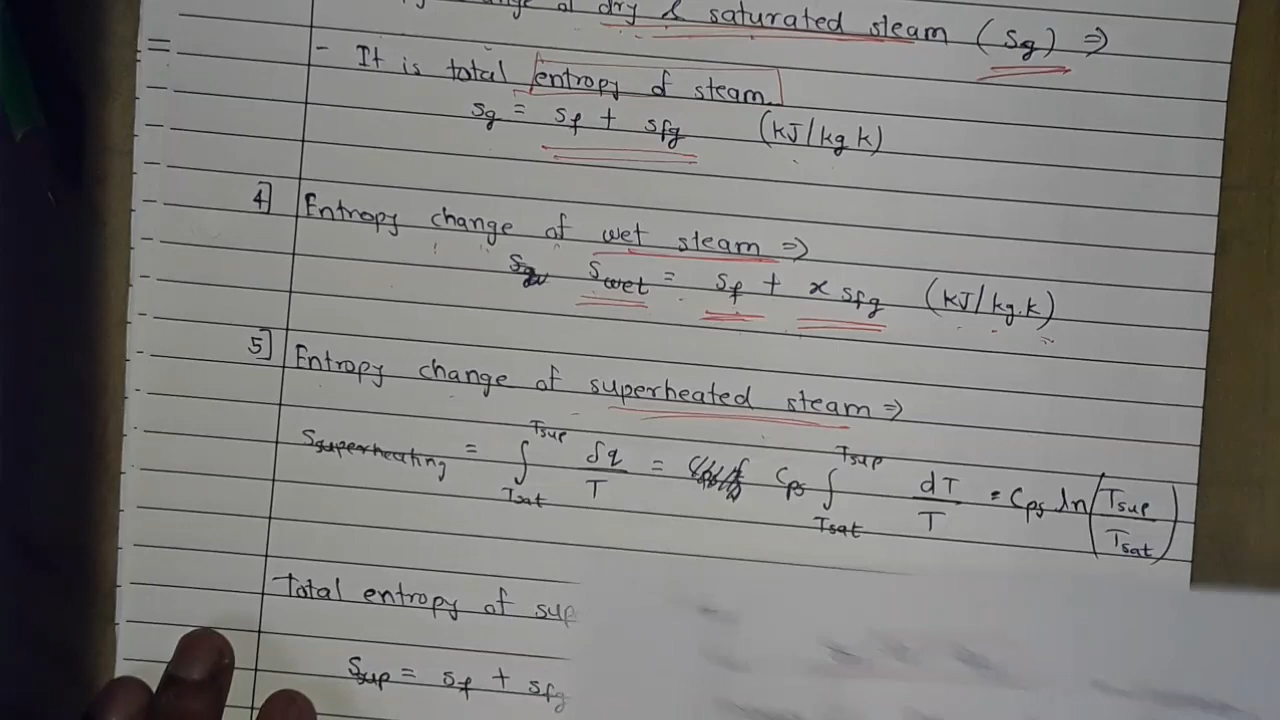 of dry & saturated steam (sg) ⇒
- It is total entropy of steam
sg = sf + sfg (kJ/kg k)
4] Entropy change of wet steam ⇒
swet = sf + x sfg (kJ/kg.k)
5] Entropy change of superheated steam ⇒
Ssuperheating = ∫Tsat^Tsup δq/T = Cps ∫Tsat^Tsup dT/T = Cps ln(Tsup/Tsat)
Total entropy of sup
Ssup = sf + sfg